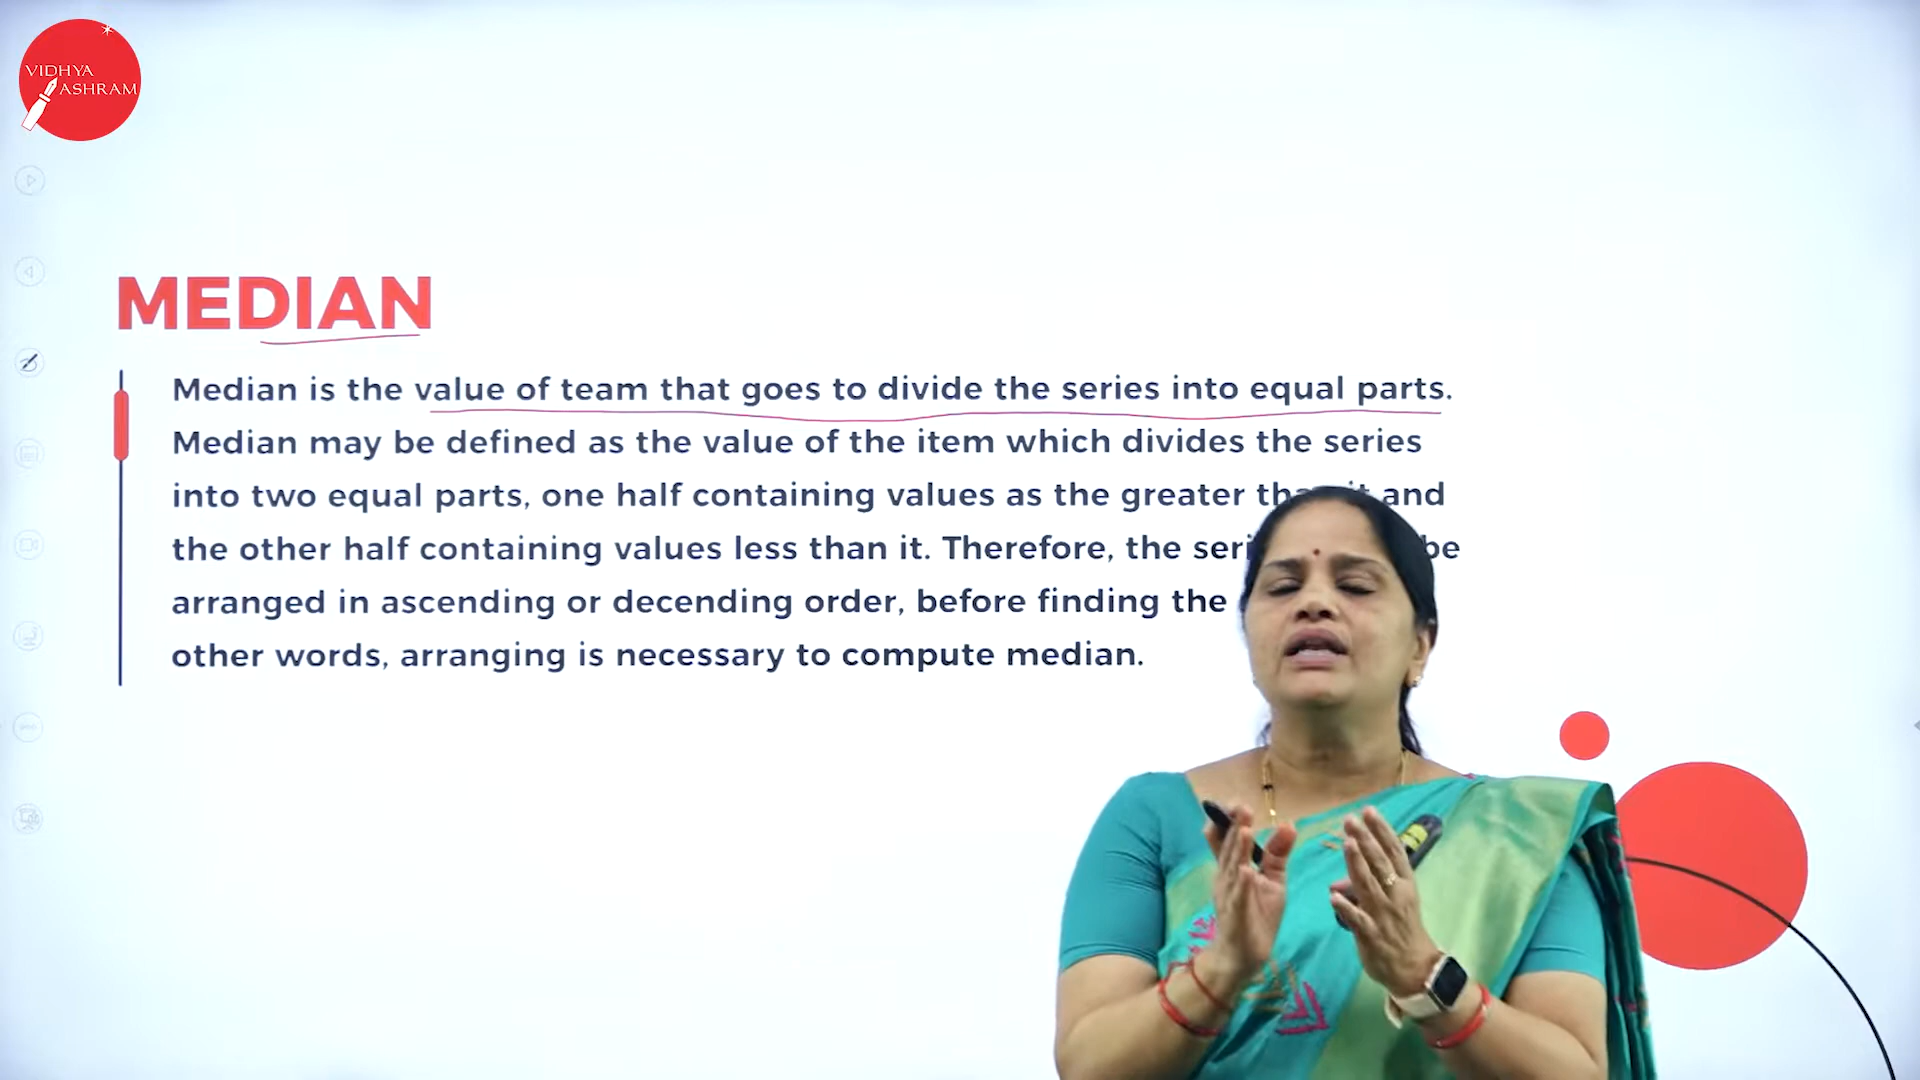 VIDHYA
ASHRAM
MEDIAN
Median is the value of team that goes to divide the series into equal parts.
Median may be defined as the value of the item which divides the series
into two equal parts, one half containing values as the greater than it and
the other half containing values less than it. Therefore, the be
arranged in ascending or decending order, before finding the
other words, arranging is necessary to compute median.